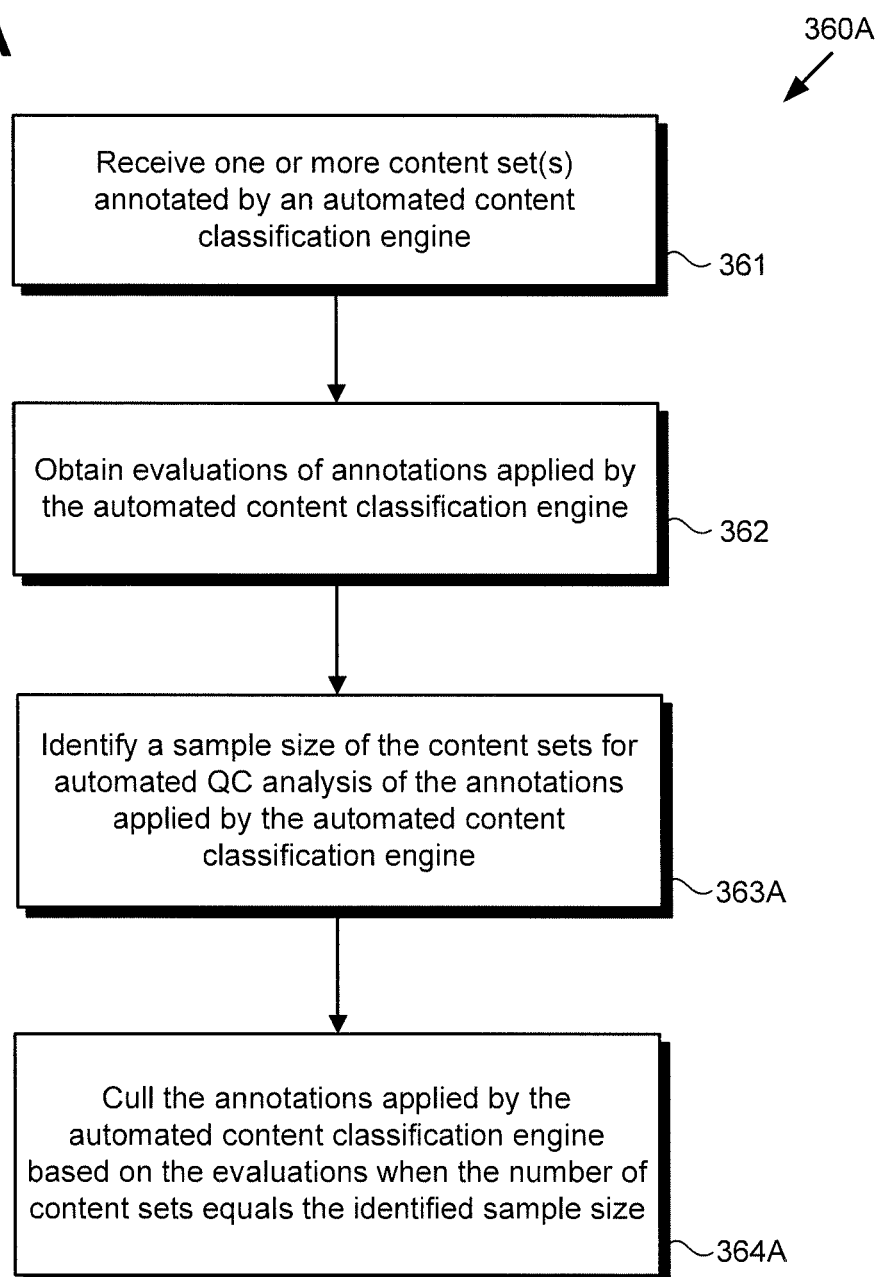 A
360A
Receive one or more content set(s)
annotated by an automated content
classification engine
361
Obtain evaluations of annotations applied by
the automated content classification engine
362
Identify a sample size of the content sets for
automated QC analysis of the annotations
applied by the automated content
classification engine
363A
Cull the annotations applied by the
automated content classification engine
based on the evaluations when the number of
content sets equals the identified sample size
364A